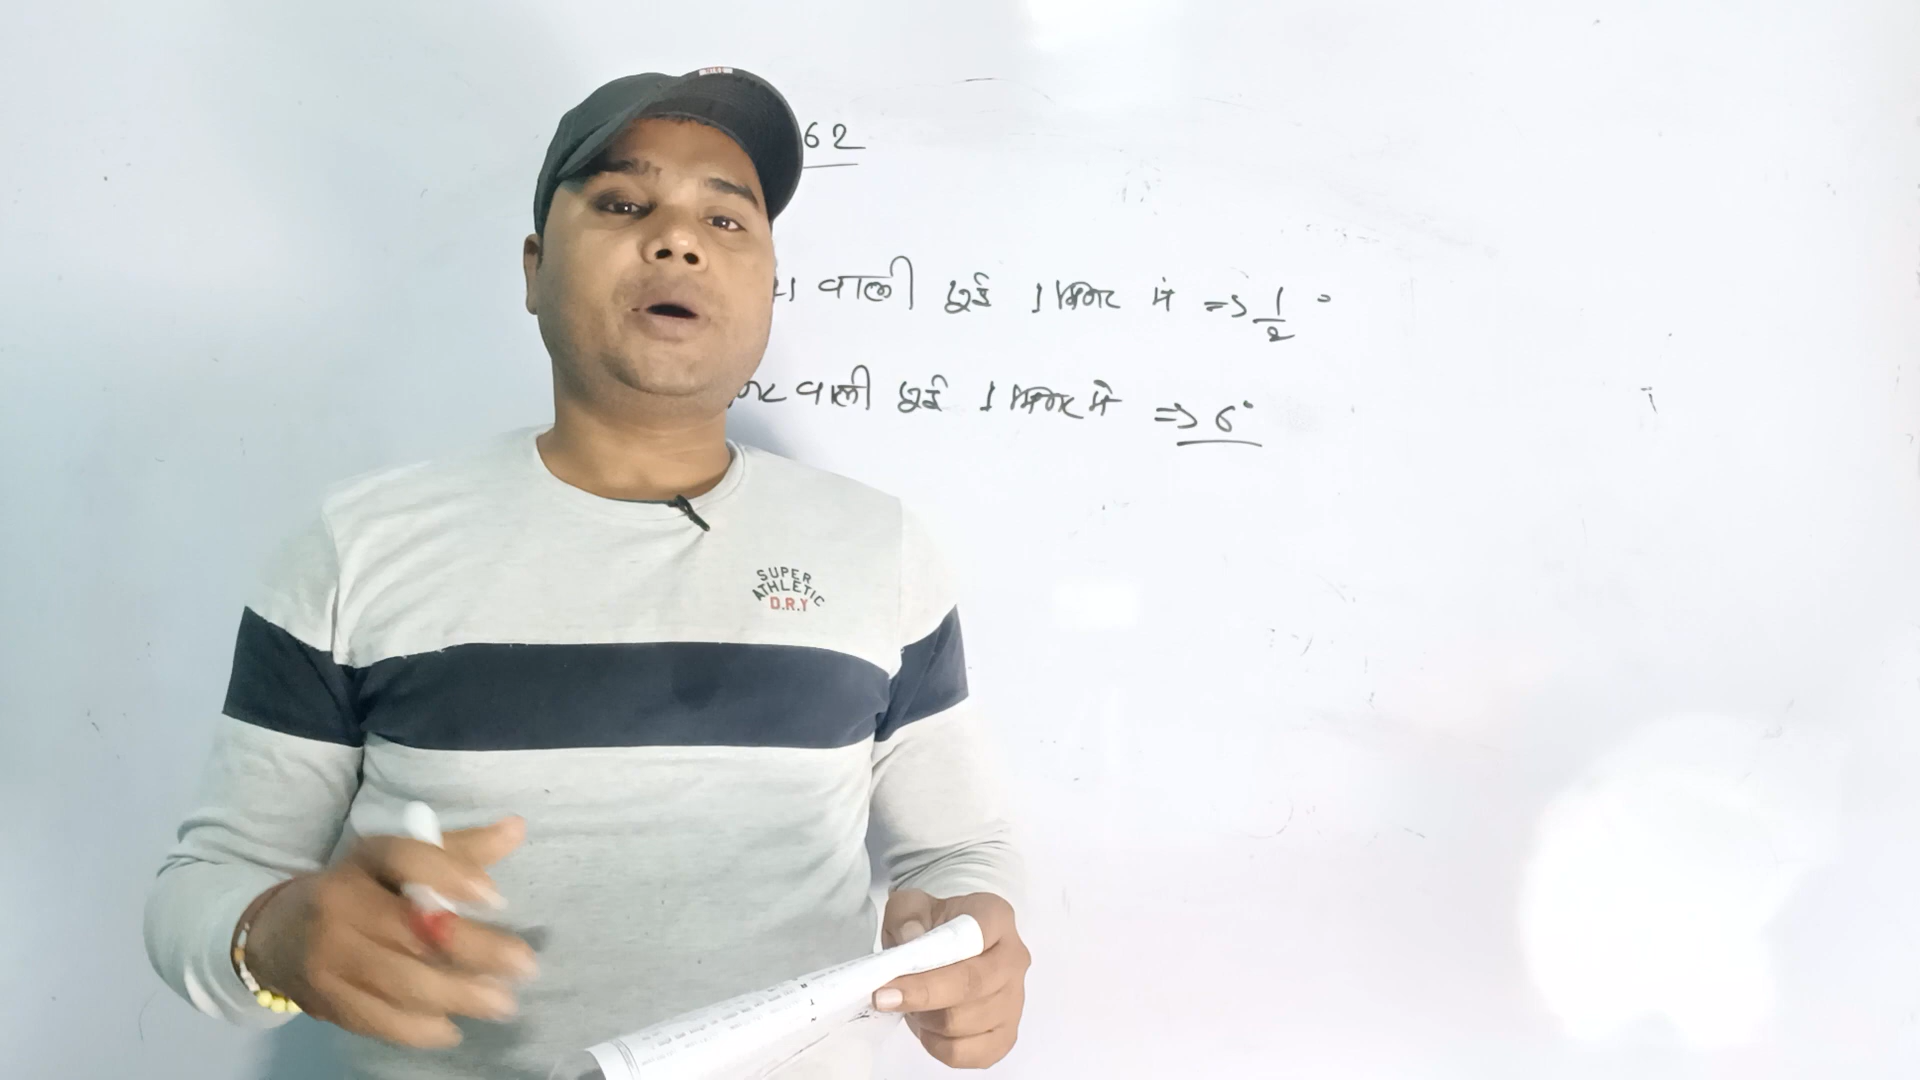 62
वाली सुई 1 मिनट में => 1/2 °
वाली सुई 1 मिनट में => 6°
SUPER
ATHLETIC
D.R.Y